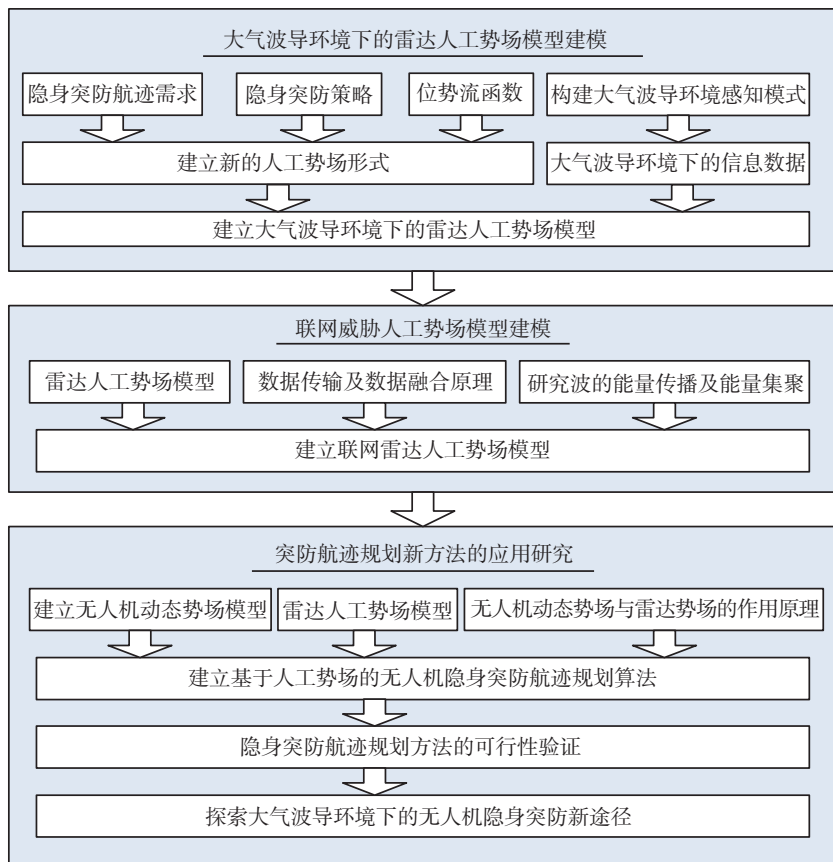 大气波导环境下的雷达人工势场模型建模
隐身突防航迹需求
隐身突防策略
位势流函数
构建大气波导环境感知模式
建立新的人工势场形式
大气波导环境下的信息数据
建立大气波导环境下的雷达人工势场模型
联网威胁人工势场模型建模
雷达人工势场模型
数据传输及数据融合原理
研究波的能量传播及能量集聚
建立联网雷达人工势场模型
突防航迹规划新方法的应用研究
建立无人机动态势场模型
雷达人工势场模型
无人机动态势场与雷达势场的作用原理
建立基于人工势场的无人机隐身突防航迹规划算法
隐身突防航迹规划方法的可行性验证
探索大气波导环境下的无人机隐身突防新途径